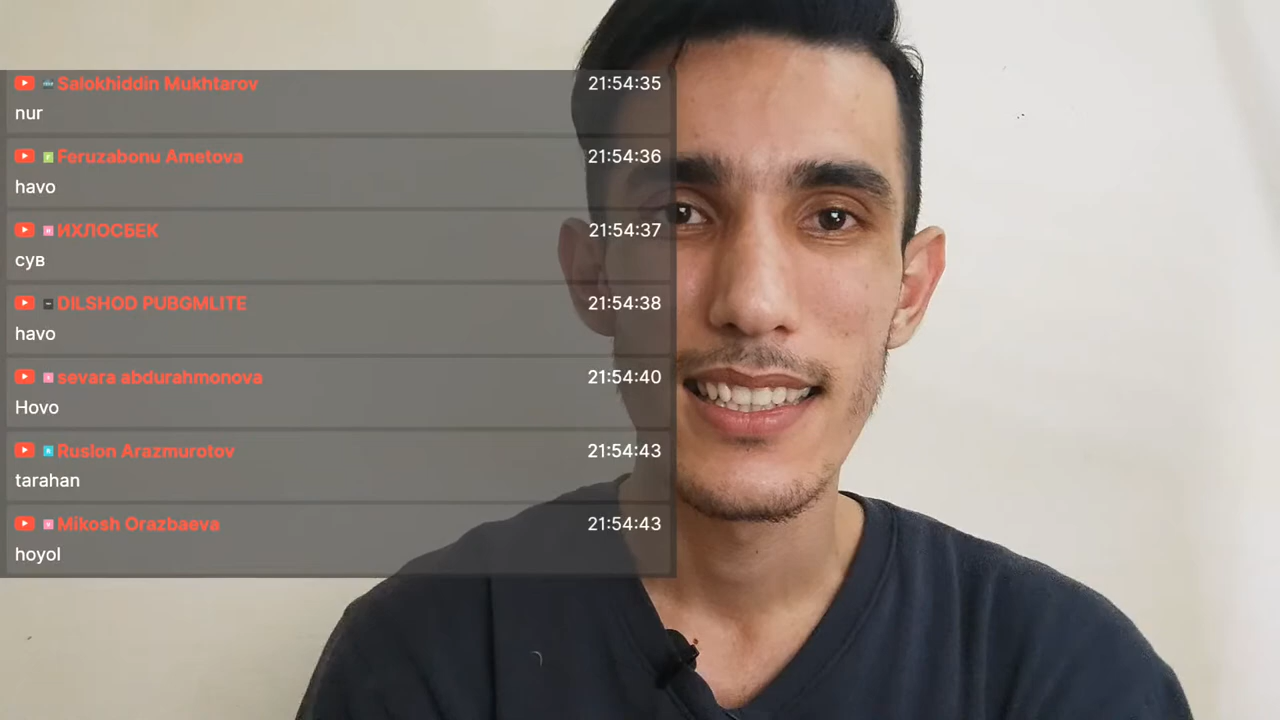 Salokhiddin Mukhtarov 21:54:35
nur
Feruzabonu Ametova 21:54:36
havo
ИХЛОСБЕК 21:54:37
сув
DILSHOD PUBGMLITE 21:54:38
havo
sevara abdurahmonova 21:54:40
Hovo
Ruslon Arazmurotov 21:54:43
tarahan
Mikosh Orazbaeva 21:54:43
hoyol